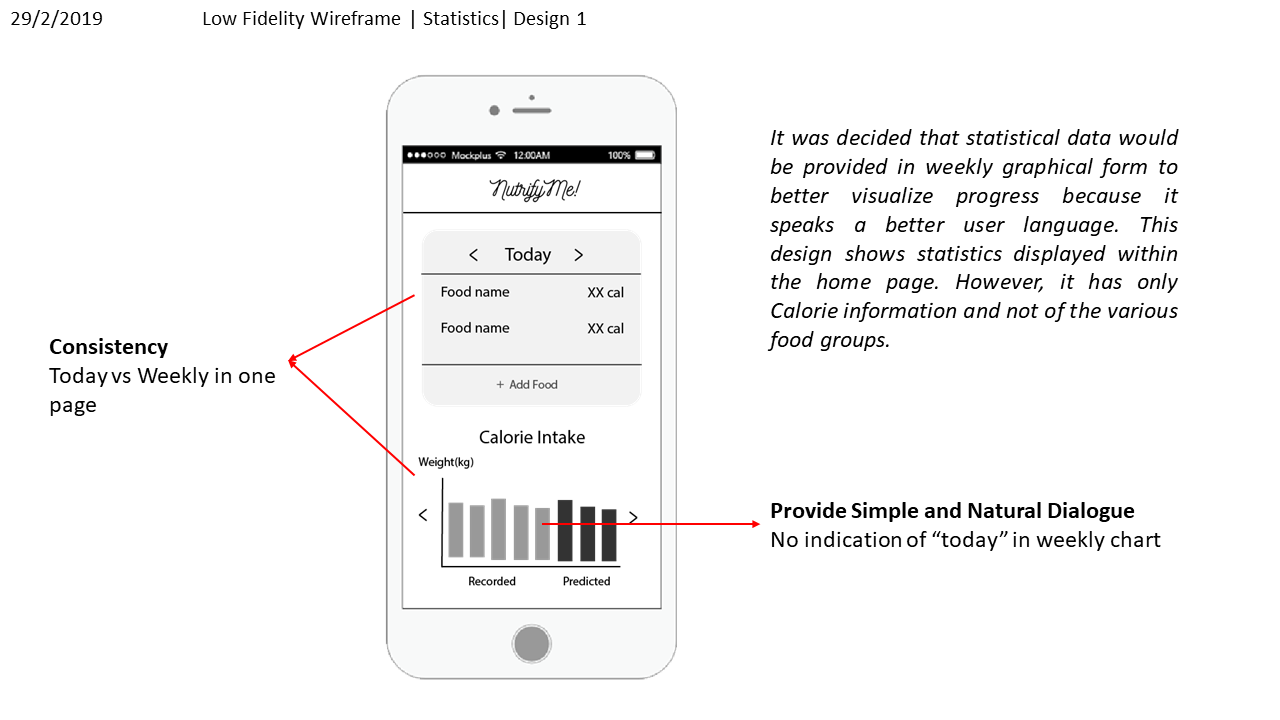 29/2/2019
Low Fidelity Wireframe | Statistics| Design 1
Mockplus 12:00AM 100%
NutrifyMe!
< Today >
Food name XX cal
Food name XX cal
+ Add Food
Calorie Intake
Weight(kg)
< >
Recorded Predicted
Consistency
Today vs Weekly in one
page
It was decided that statistical data would
be provided in weekly graphical form to
better visualize progress because it
speaks a better user language. This
design shows statistics displayed within
the home page. However, it has only
Calorie information and not of the various
food groups.
Provide Simple and Natural Dialogue
No indication of “today” in weekly chart